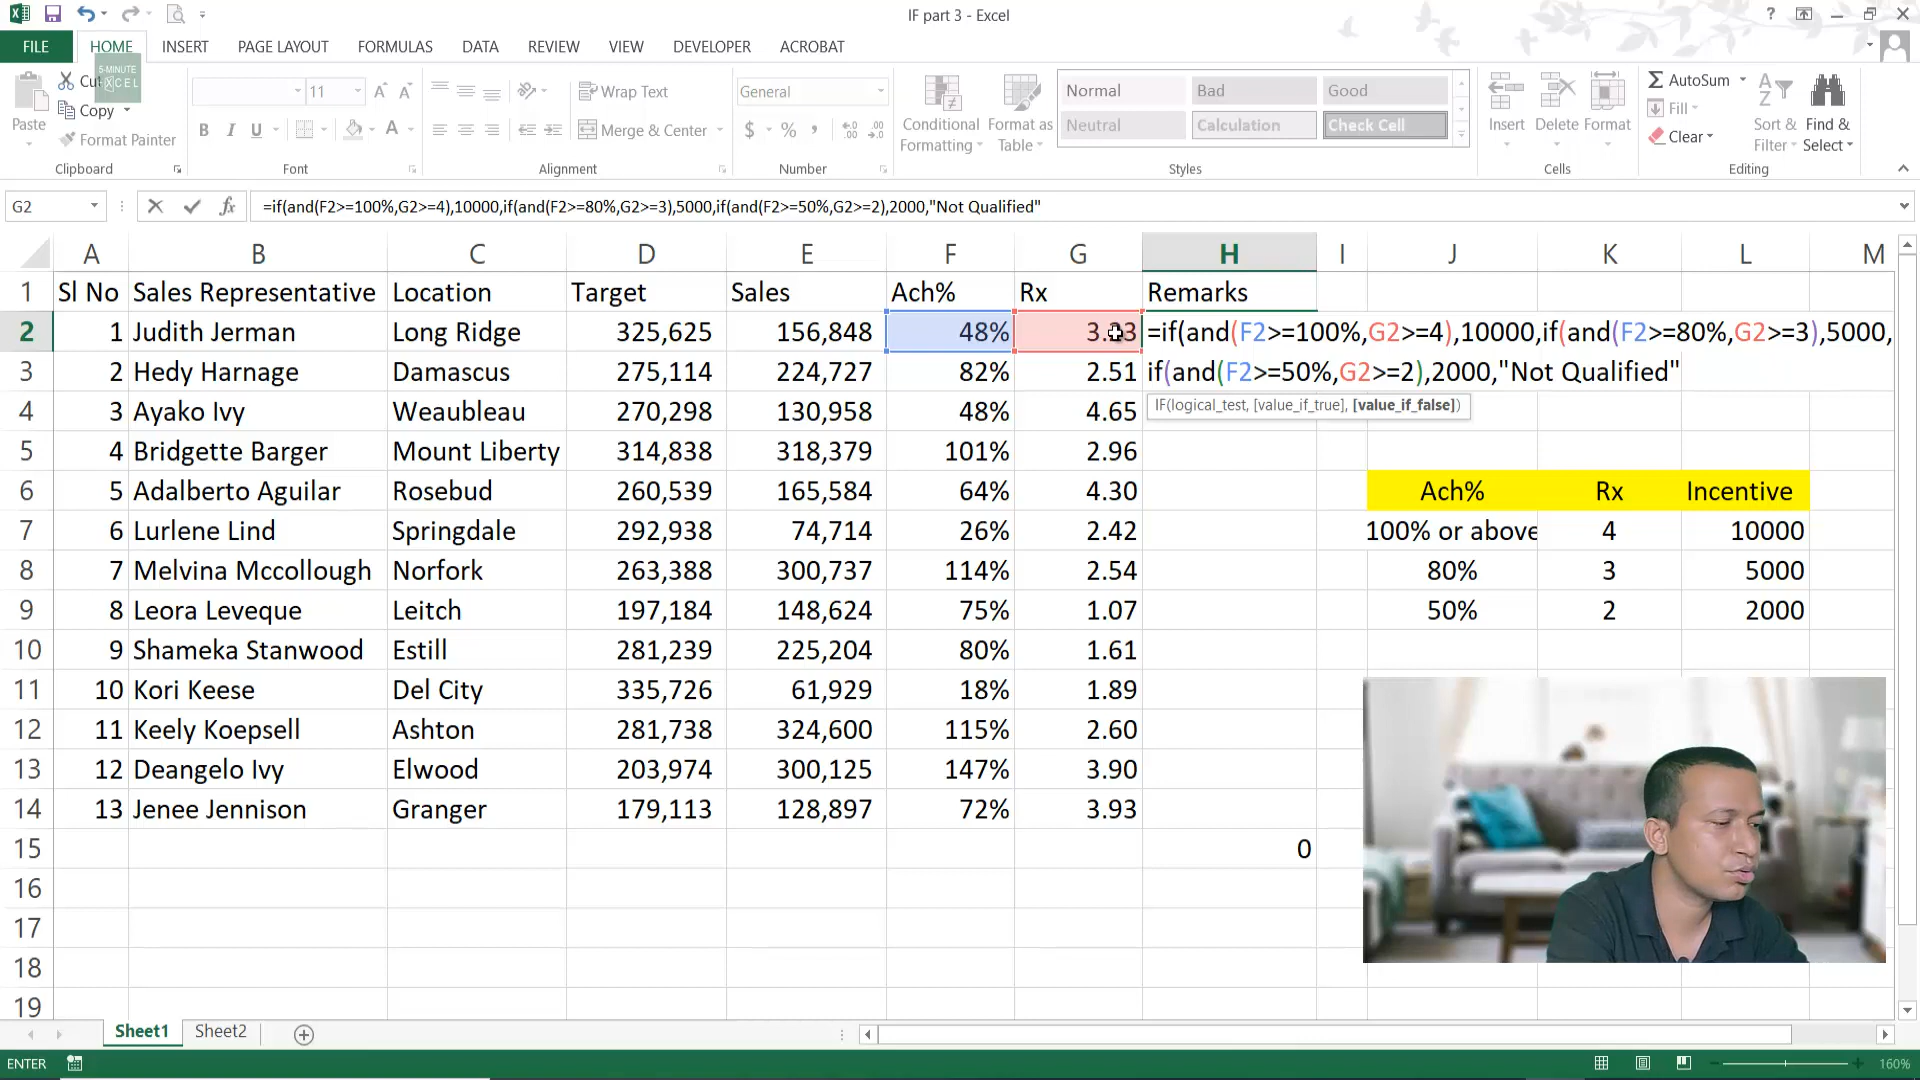 IF part 3 - Excel
FILE HOME INSERT PAGE LAYOUT FORMULAS DATA REVIEW VIEW DEVELOPER ACROBAT
5-MINUTE
EXCEL
Paste
Cut
Copy
Format Painter
Clipboard
11
B I U
Font
Wrap Text
Merge & Center
Alignment
General
$ % ,
Number
Conditional Formatting
Format as Table
Normal Bad Good
Neutral Calculation Check Cell
Styles
Insert Delete Format
Cells
AutoSum
Fill
Clear
Sort & Filter
Find & Select
Editing
G2 =if(and(F2>=100%,G2>=4),10000,if(and(F2>=80%,G2>=3),5000,if(and(F2>=50%,G2>=2),2000,"Not Qualified"
A B C D E F G H I J K L M
1 Sl No Sales Representative Location Target Sales Ach% Rx Remarks
2 1 Judith Jerman Long Ridge 325,625 156,848 48% =if(and(F2>=100%,G2>=4),10000,if(and(F2>=80%,G2>=3),5000,
3 2 Hedy Harnage Damascus 275,114 224,727 82% 2.51 if(and(F2>=50%,G2>=2),2000,"Not Qualified"
IF(logical_test, [value_if_true], [value_if_false])
4 3 Ayako Ivy Weaubleau 270,298 130,958 48% 4.65
5 4 Bridgette Barger Mount Liberty 314,838 318,379 101% 2.96
6 5 Adalberto Aguilar Rosebud 260,539 165,584 64% 4.30 Ach% Rx Incentive
7 6 Lurlene Lind Springdale 292,938 74,714 26% 2.42 100% or above 4 10000
8 7 Melvina Mccollough Norfork 263,388 300,737 114% 2.54 80% 3 5000
9 8 Leora Leveque Leitch 197,184 148,624 75% 1.07 50% 2 2000
10 9 Shameka Stanwood Estill 281,239 225,204 80% 1.61
11 10 Kori Keese Del City 335,726 61,929 18% 1.89
12 11 Keely Koepsell Ashton 281,738 324,600 115% 2.60
13 12 Deangelo Ivy Elwood 203,974 300,125 147% 3.90
14 13 Jenee Jennison Granger 179,113 128,897 72% 3.93
15 0
16
17
18
19
Sheet1 Sheet2
ENTER 160%